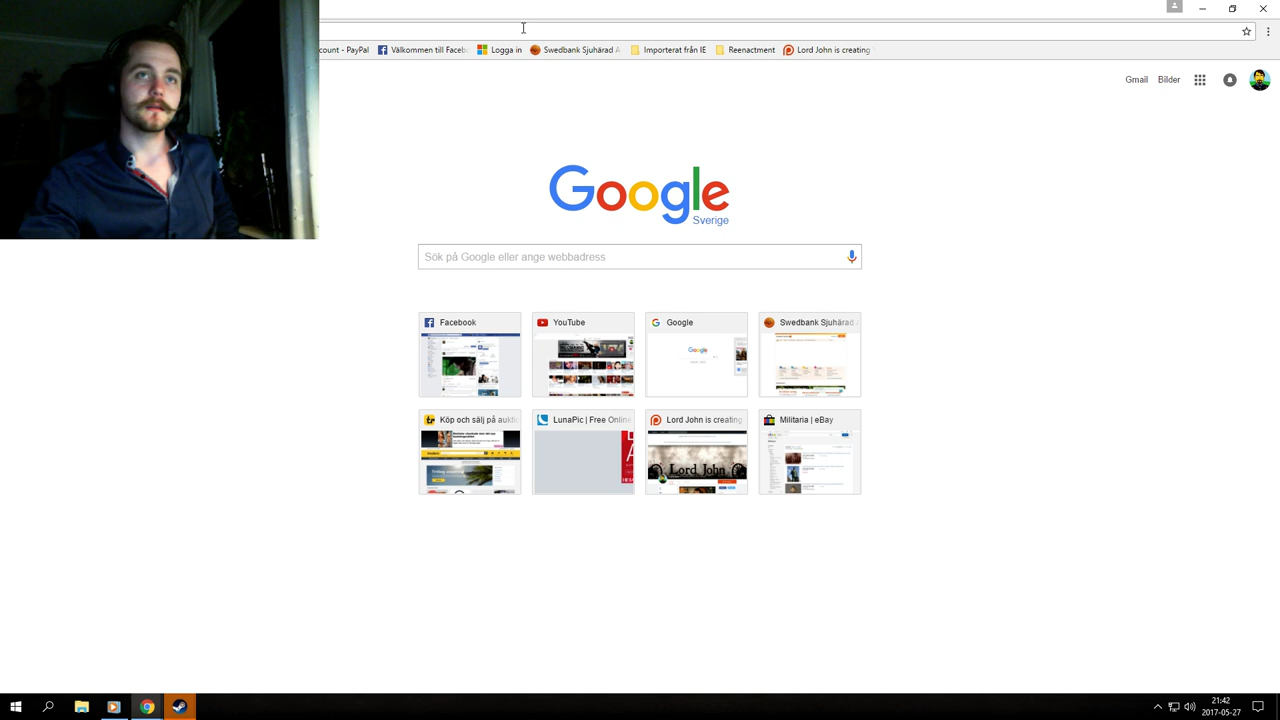 count - PayPal
Välkommen till Faceb
Logga in
Swedbank Sjuhärad A
Importerat från IE
Reenactment
Lord John is creating
Gmail
Bilder
Google
Sverige
Sök på Google eller ange webbadress
Facebook
YouTube
Google
Swedbank Sjuhärad
Köp och sälj på aukti
LunaPic | Free Online
Lord John is creating
Militaria | eBay
Lord John
21:42
2017-05-27